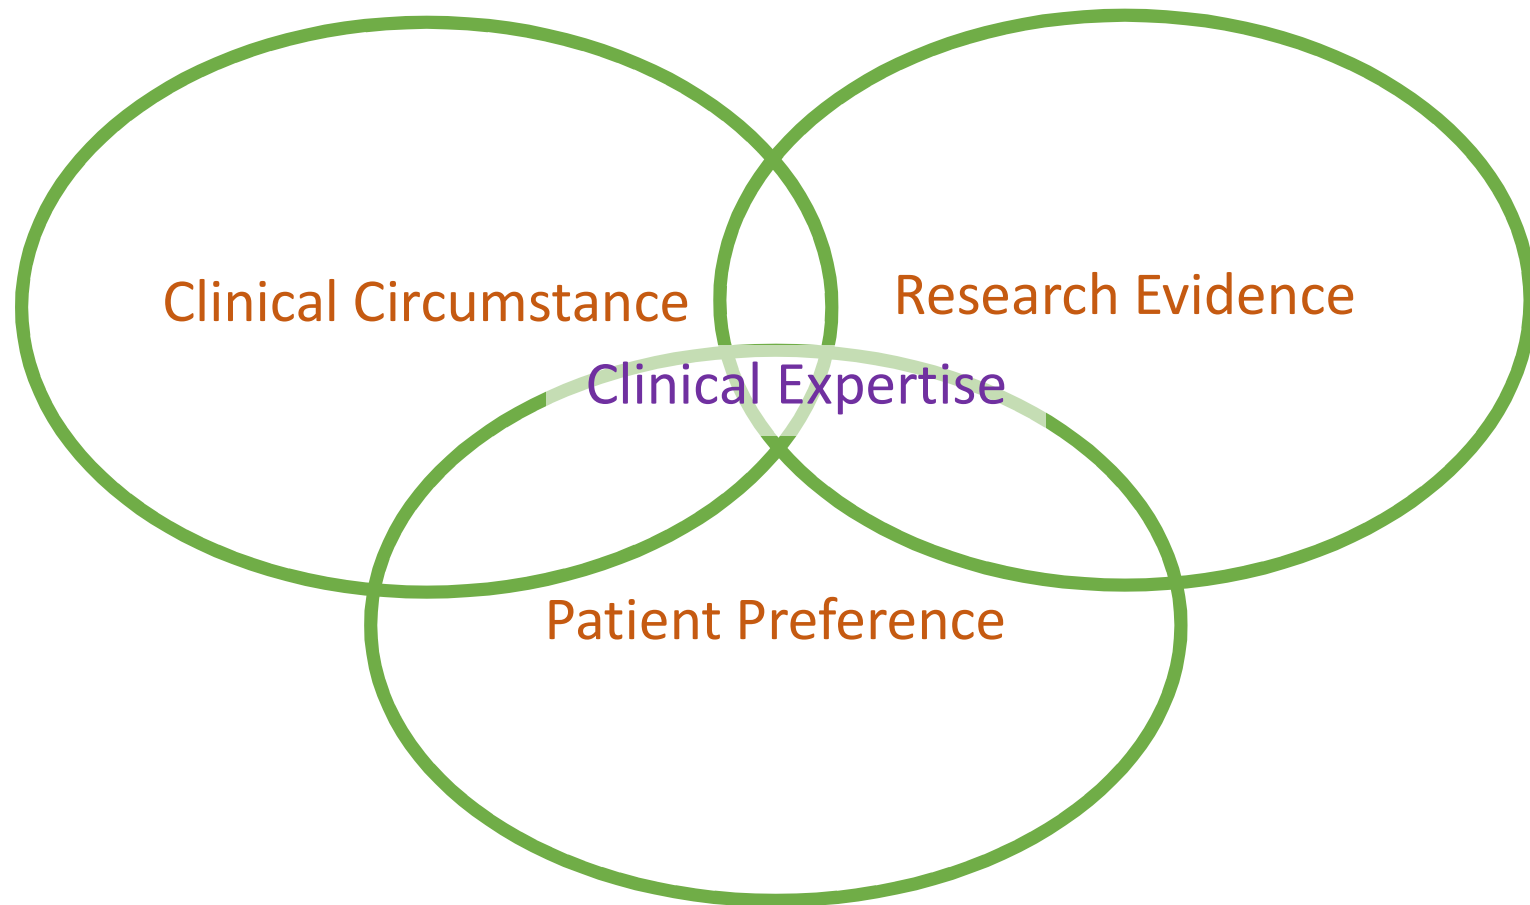 Clinical Circumstance
Research Evidence
Clinical Expertise
Patient Preference